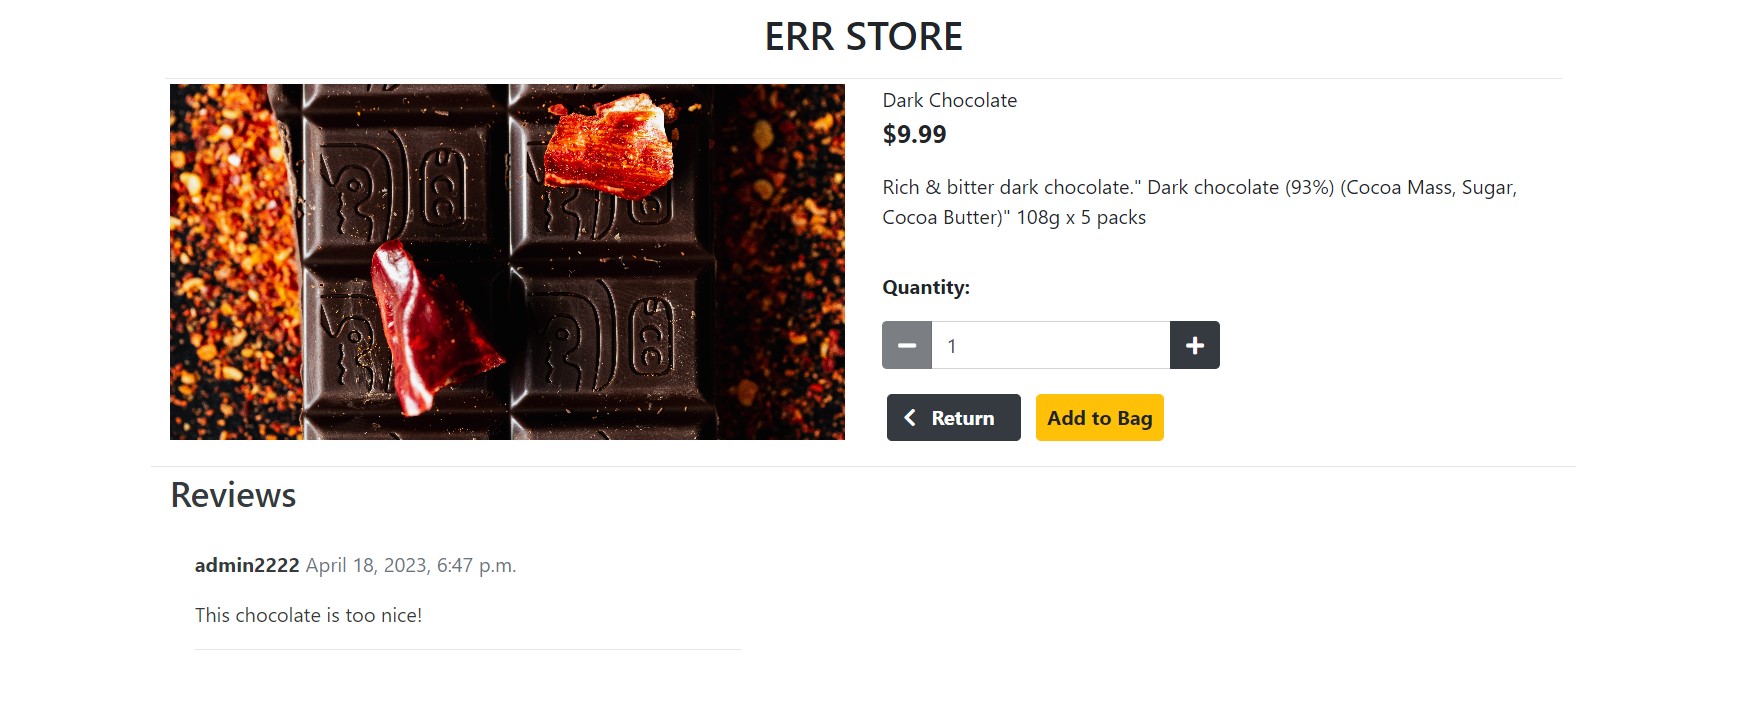 ERR STORE
Dark Chocolate
$9.99
Rich & bitter dark chocolate." Dark chocolate (93%) (Cocoa Mass, Sugar,
Cocoa Butter)" 108g x 5 packs
Quantity:
1
Return
Add to Bag
Reviews
admin2222 April 18, 2023, 6:47 p.m.
This chocolate is too nice!